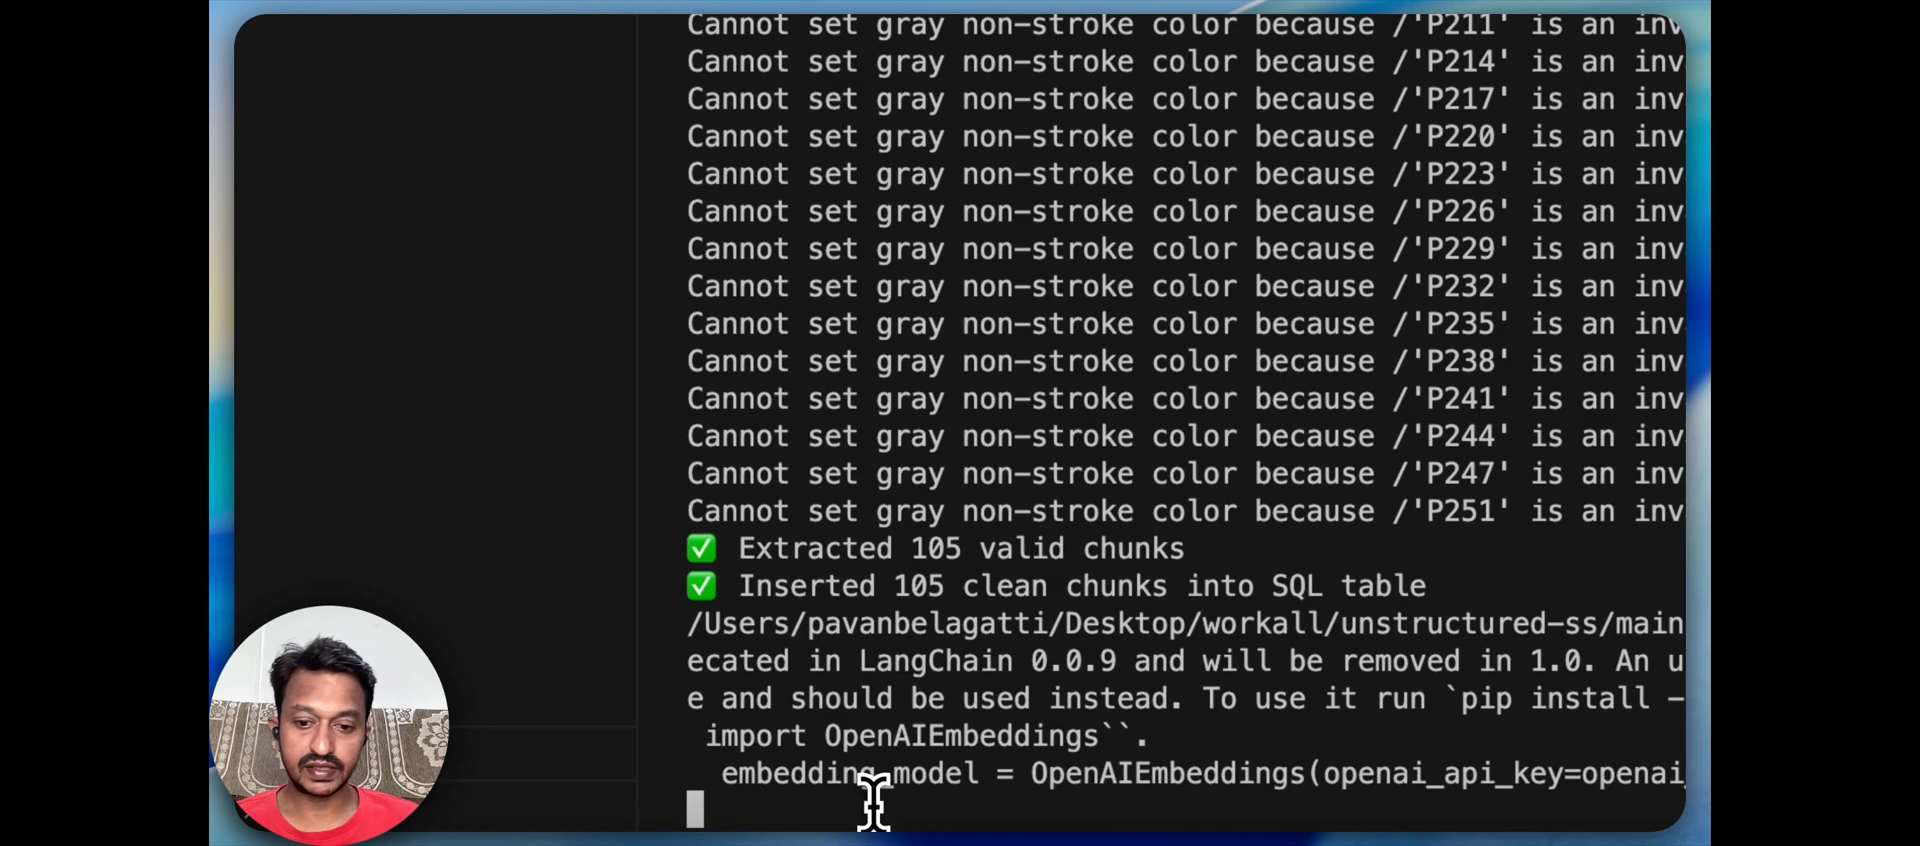 Cannot set gray non-stroke color because /'P211' is an inv
Cannot set gray non-stroke color because /'P214' is an inv
Cannot set gray non-stroke color because /'P217' is an inv
Cannot set gray non-stroke color because /'P220' is an inv
Cannot set gray non-stroke color because /'P223' is an inv
Cannot set gray non-stroke color because /'P226' is an inv
Cannot set gray non-stroke color because /'P229' is an inv
Cannot set gray non-stroke color because /'P232' is an inv
Cannot set gray non-stroke color because /'P235' is an inv
Cannot set gray non-stroke color because /'P238' is an inv
Cannot set gray non-stroke color because /'P241' is an inv
Cannot set gray non-stroke color because /'P244' is an inv
Cannot set gray non-stroke color because /'P247' is an inv
Cannot set gray non-stroke color because /'P251' is an inv
✅ Extracted 105 valid chunks
✅ Inserted 105 clean chunks into SQL table
/Users/pavanbelagatti/Desktop/workall/unstructured-ss/main
ecated in LangChain 0.0.9 and will be removed in 1.0. An u
e and should be used instead. To use it run `pip install -
import OpenAIEmbeddings``.
embedding_model = OpenAIEmbeddings(openai_api_key=openai_